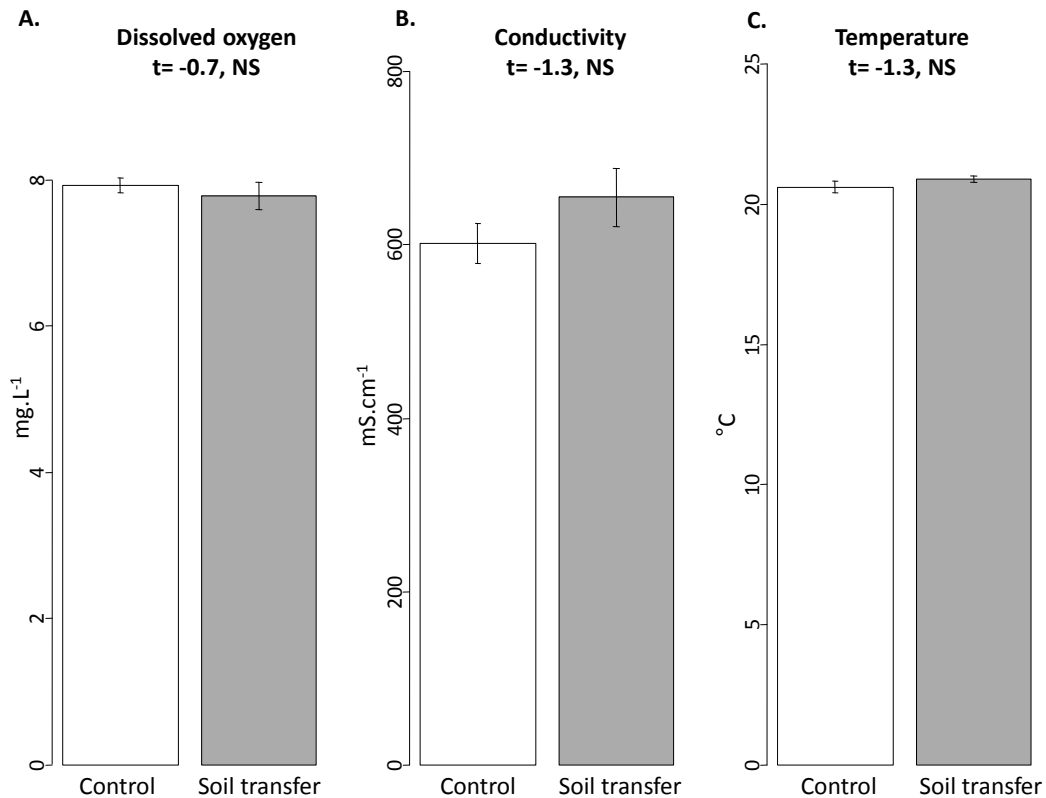 A.
Dissolved oxygen
t= -0.7, NS
8
6
4
2
0
mg.L-1
Control
Soil transfer
B.
Conductivity
t= -1.3, NS
800
600
400
200
0
mS.cm-1
Control
Soil transfer
C.
Temperature
t= -1.3, NS
25
20
15
10
5
0
°C
Control
Soil transfer